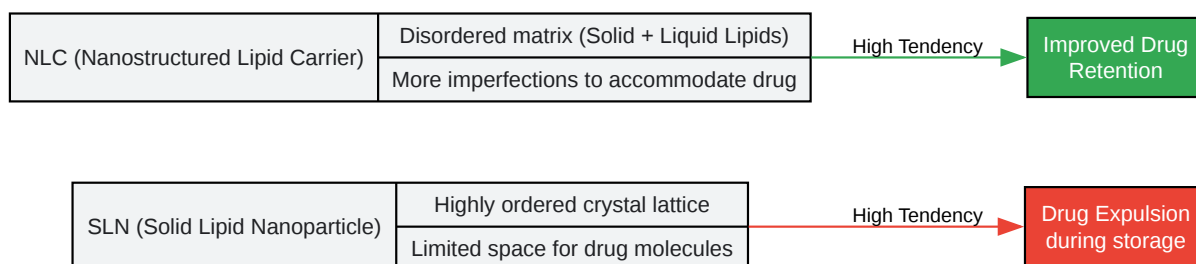 NLC (Nanostructured Lipid Carrier)
Disordered matrix (Solid + Liquid Lipids)
More imperfections to accommodate drug
High Tendency
Improved Drug
Retention
SLN (Solid Lipid Nanoparticle)
Highly ordered crystal lattice
Limited space for drug molecules
High Tendency
Drug Expulsion
during storage